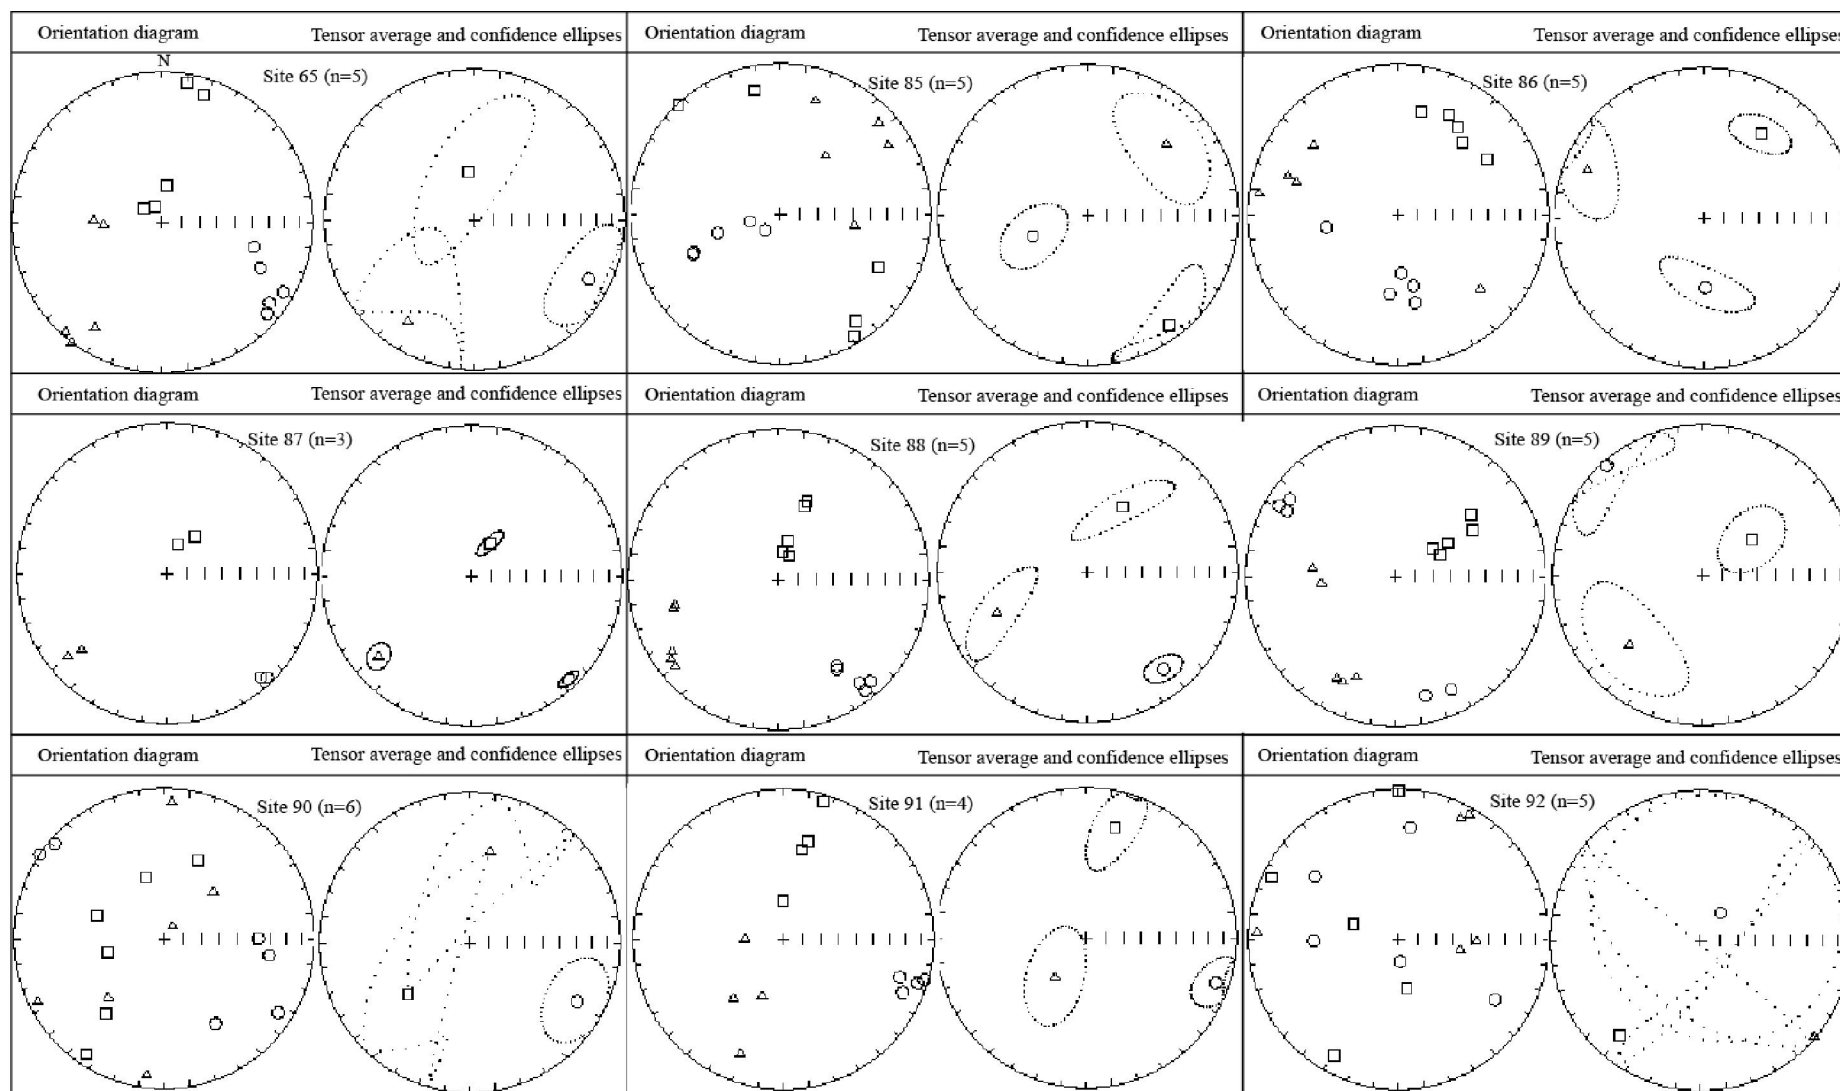 Orientation diagram Tensor average and confidence ellipses Orientation diagram Tensor average and confidence ellipses Orientation diagram Tensor average and confidence ellipses
N
Site 65 (n=5) Site 85 (n=5) Site 86 (n=5)
Orientation diagram Tensor average and confidence ellipses Orientation diagram Tensor average and confidence ellipses Orientation diagram Tensor average and confidence ellipses
Site 87 (n=3) Site 88 (n=5) Site 89 (n=5)
Orientation diagram Tensor average and confidence ellipses Orientation diagram Tensor average and confidence ellipses Orientation diagram Tensor average and confidence ellipses
Site 90 (n=6) Site 91 (n=4) Site 92 (n=5)